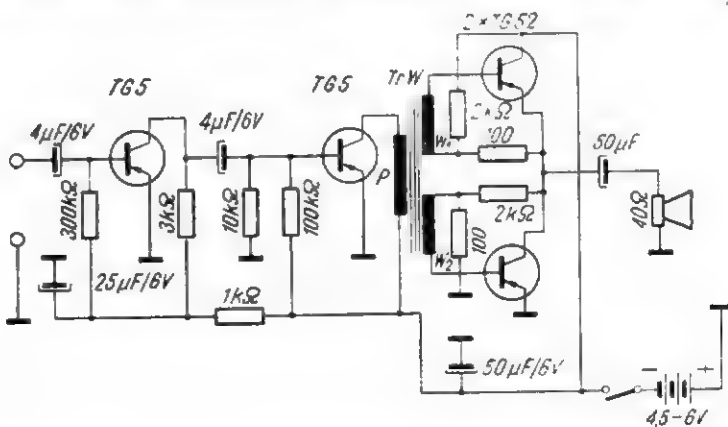 2×TG5Ω
TG5
TG5
TrW
4μF/6V
4μF/6V
2kΩ
W₁
100
50μF
P
300kΩ
3kΩ
10kΩ
100kΩ
2kΩ
40Ω
100
W₂
25μF/6V
1kΩ
50μF/6V
− +
4,5-6V